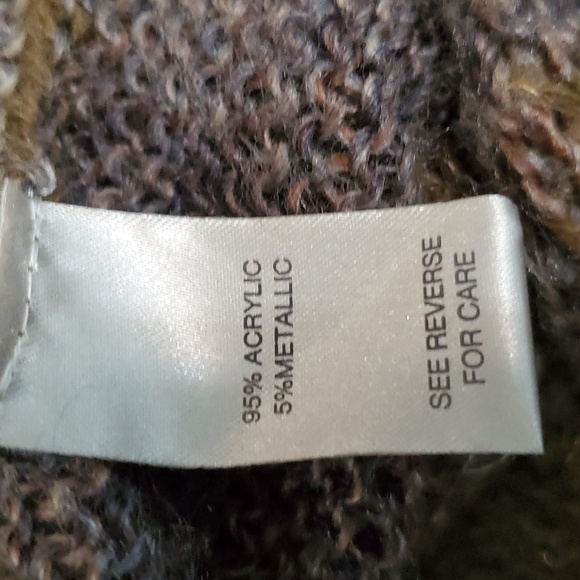 95% ACRYLIC
5%METALLIC
SEE REVERSE
FOR CARE